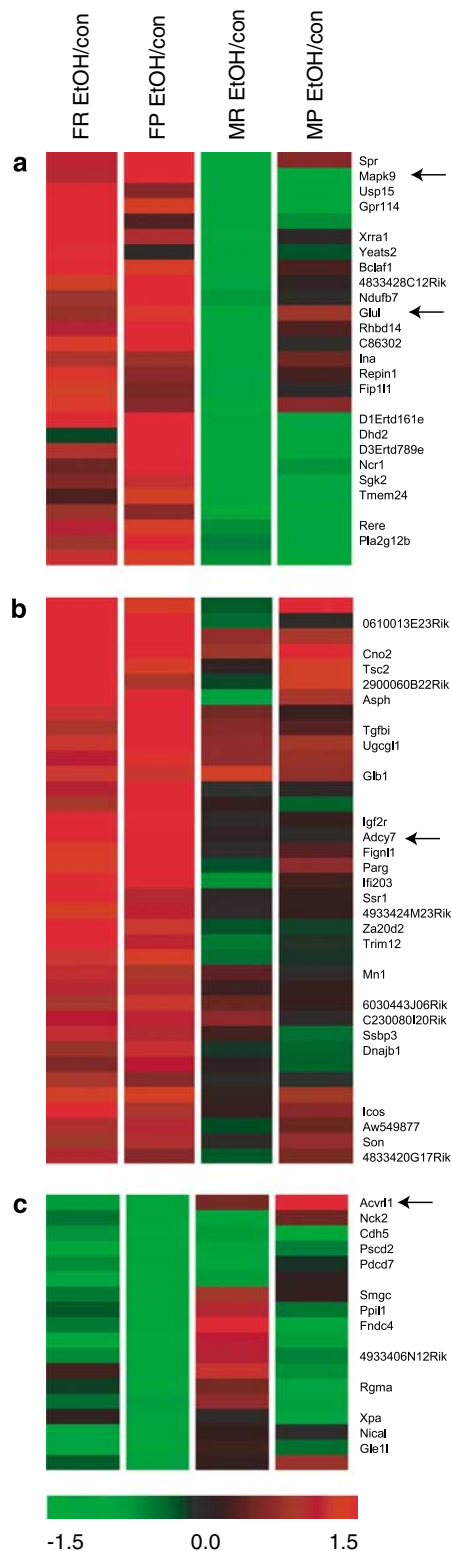 FR EtOH/con
FP EtOH/con
MR EtOH/con
MP EtOH/con
a
Spr
Mapk9
Usp15
Gpr114
Xrra1
Yeats2
Bclaf1
4833428C12Rik
Ndufb7
Glul
Rhbd14
C86302
Ina
Repin1
Fip1l1
D1Ertd161e
Dhd2
D3Ertd789e
Ncr1
Sgk2
Tmem24
Rere
Pla2g12b
b
0610013E23Rik
Cno2
Tsc2
2900060B22Rik
Asph
Tgfbi
Ugcgl1
Glb1
Igf2r
Adcy7
Fignl1
Parg
Ifi203
Ssr1
4933424M23Rik
Za20d2
Trim12
Mn1
6030443J06Rik
C230080I20Rik
Ssbp3
Dnajb1
Icos
Aw549877
Son
4833420G17Rik
c
Acvrl1
Nck2
Cdh5
Pscd2
Pdcd7
Smgc
Ppil1
Fndc4
4933406N12Rik
Rgma
Xpa
Nical
Gle1l
-1.5 0.0 1.5